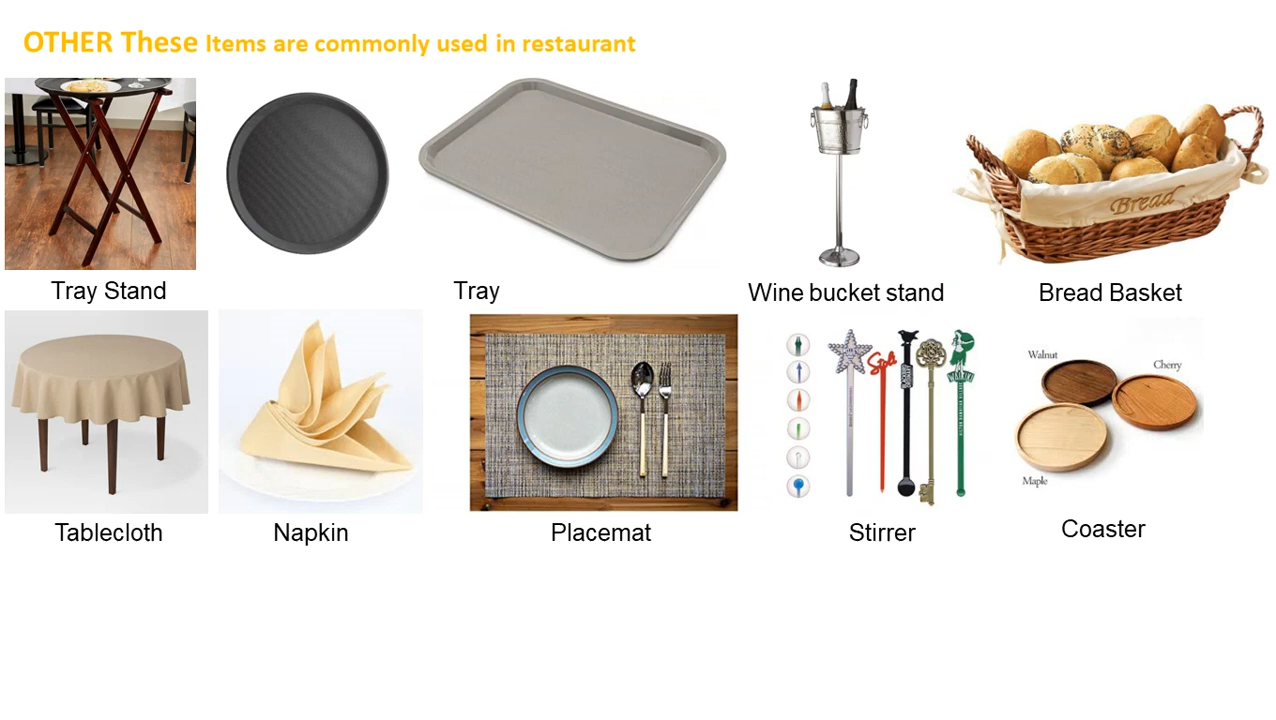 OTHER These Items are commonly used in restaurant
Tray Stand
Tray
Wine bucket stand
Bread
Bread Basket
Tablecloth
Napkin
Placemat
Stirrer
Walnut
Cherry
Maple
Coaster